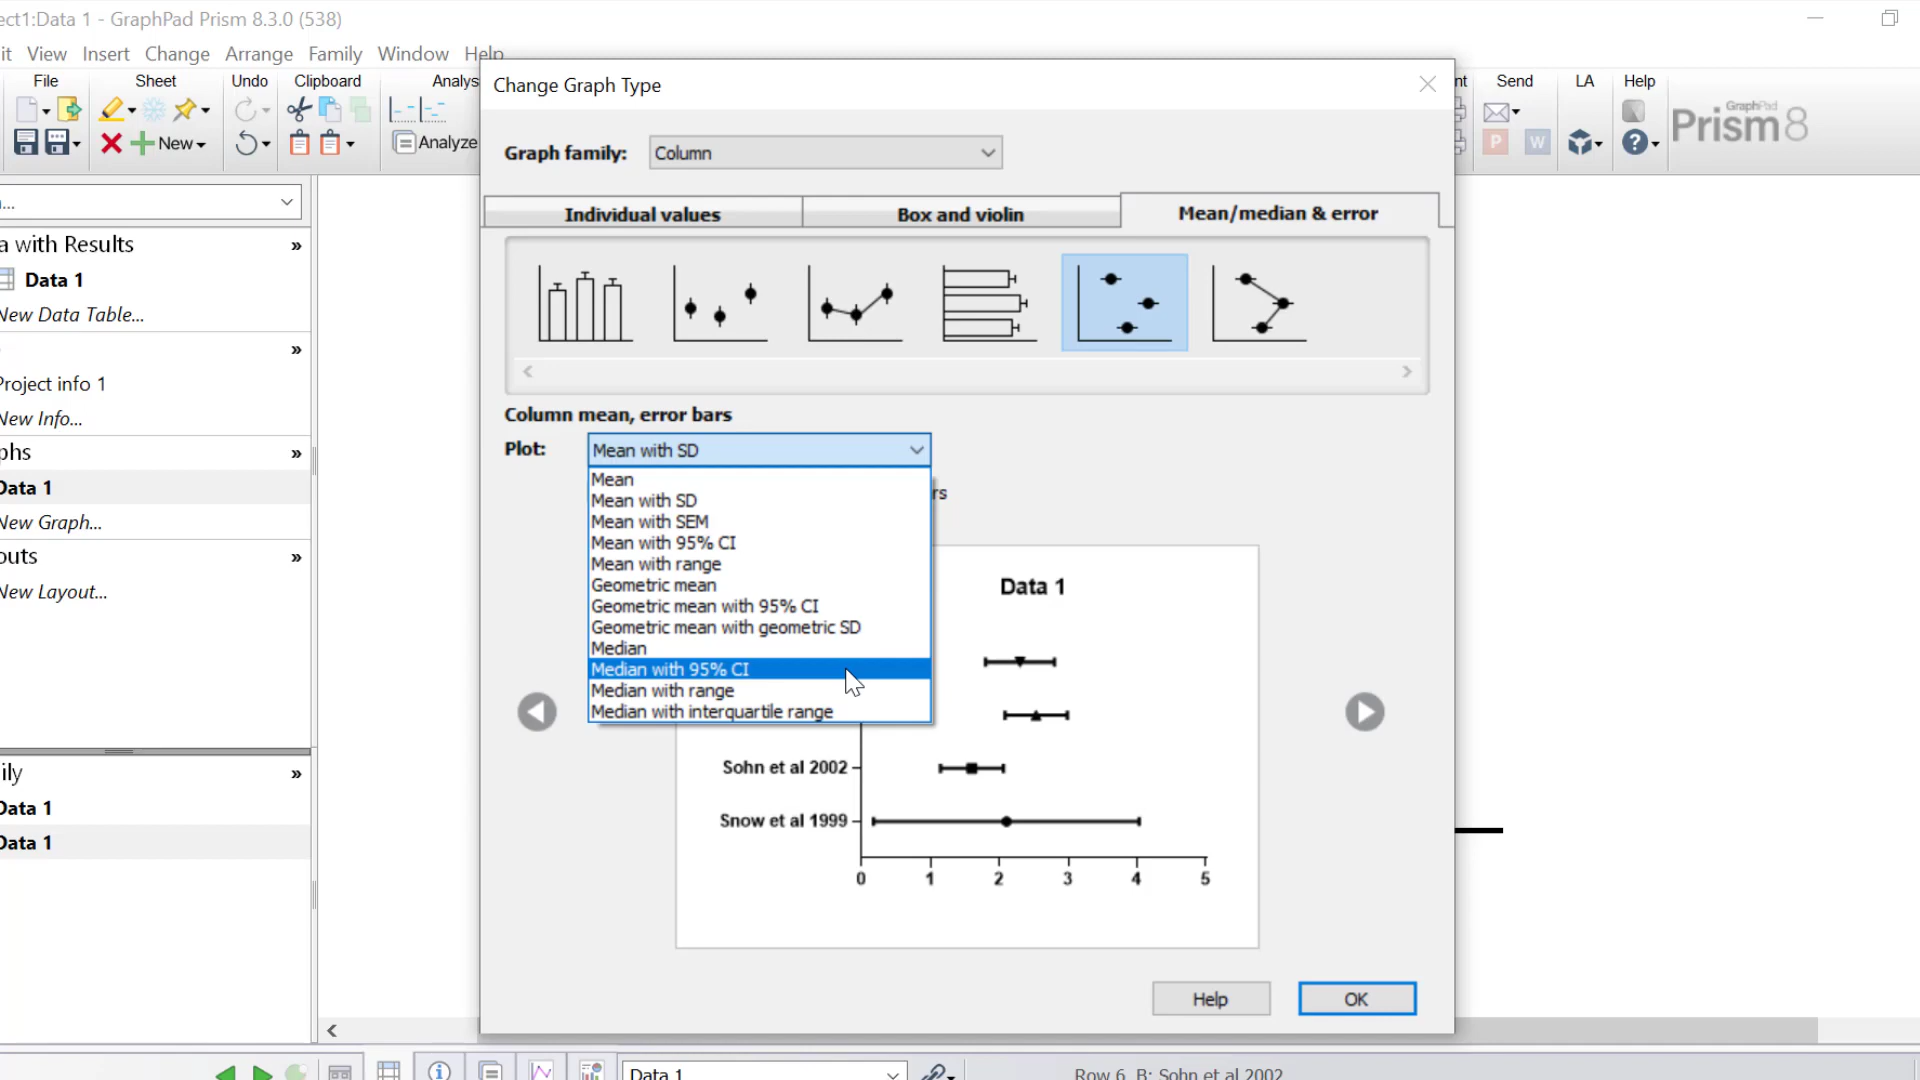 ect1:Data 1 - GraphPad Prism 8.3.0 (538)
it View Insert Change Arrange Family Window Help
File Sheet Undo Clipboard Analys
New
Analyze
nt Send LA Help
P W
GraphPad
Prism 8
Change Graph Type
Graph family: Column
Individual values Box and violin Mean/median & error
Column mean, error bars
Plot: Mean with SD
Mean
Mean with SD
Mean with SEM
Mean with 95% CI
Mean with range
Geometric mean
Geometric mean with 95% CI
Geometric mean with geometric SD
Median
Median with 95% CI
Median with range
Median with interquartile range
rs
Data 1
Sohn et al 2002
Snow et al 1999
0 1 2 3 4 5
Help OK
...
a with Results
Data 1
New Data Table...
Project info 1
New Info...
phs
Data 1
New Graph...
outs
New Layout...
ily
Data 1
Data 1
Data 1
Row 6, B: Sohn et al 2002